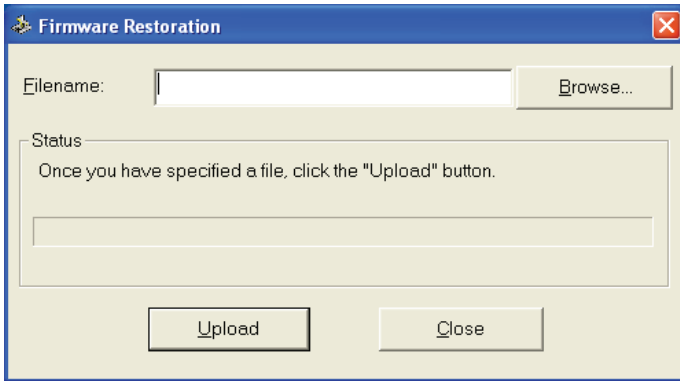 Firmware Restoration
Filename:
Browse...
Status
Once you have specified a file, click the "Upload" button.
Upload
Close